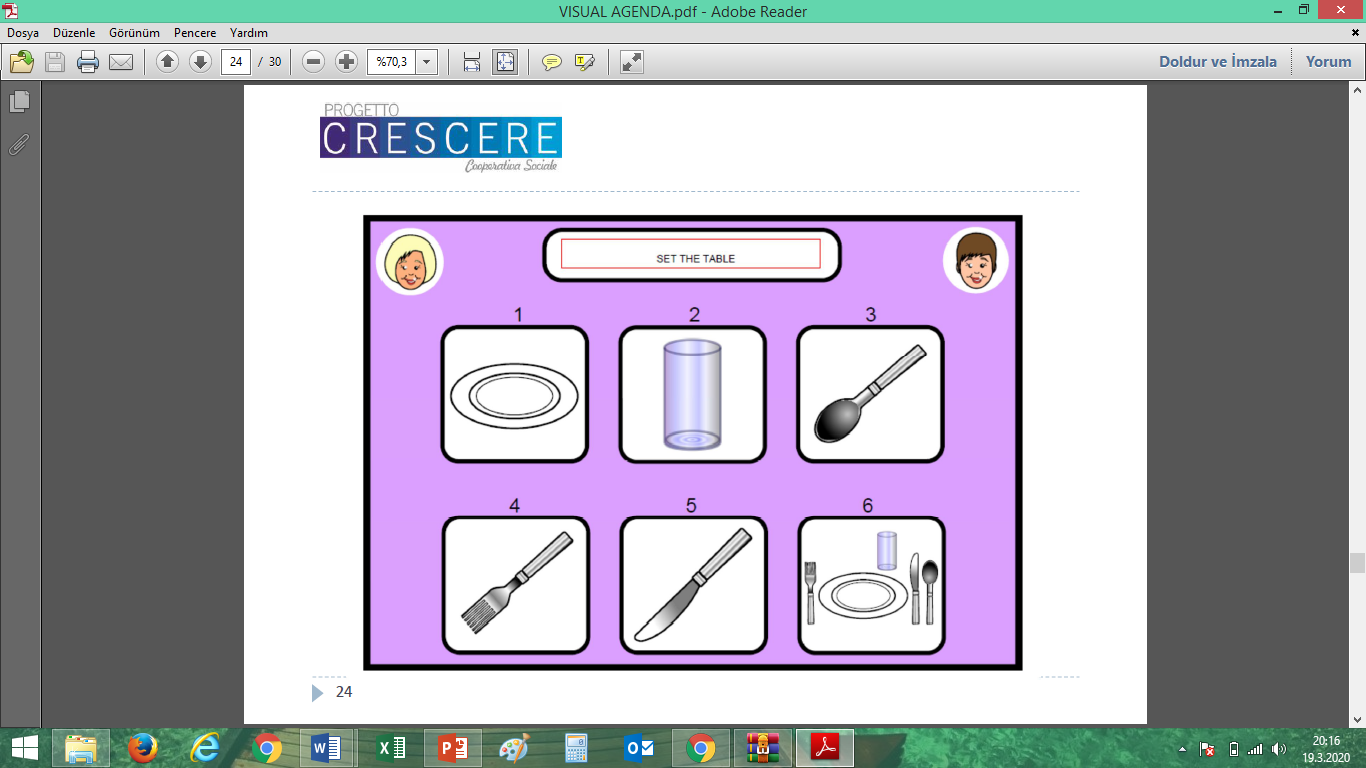 VISUAL AGENDA.pdf - Adobe Reader
Dosya Düzenle Görünüm Pencere Yardım
24 / 30 %70,3 Doldur ve İmzala Yorum
PROGETTO
CRESCERE
Cooperativa Sociale
SET THE TABLE
1 2 3
4 5 6
24
20:16
19.3.2020